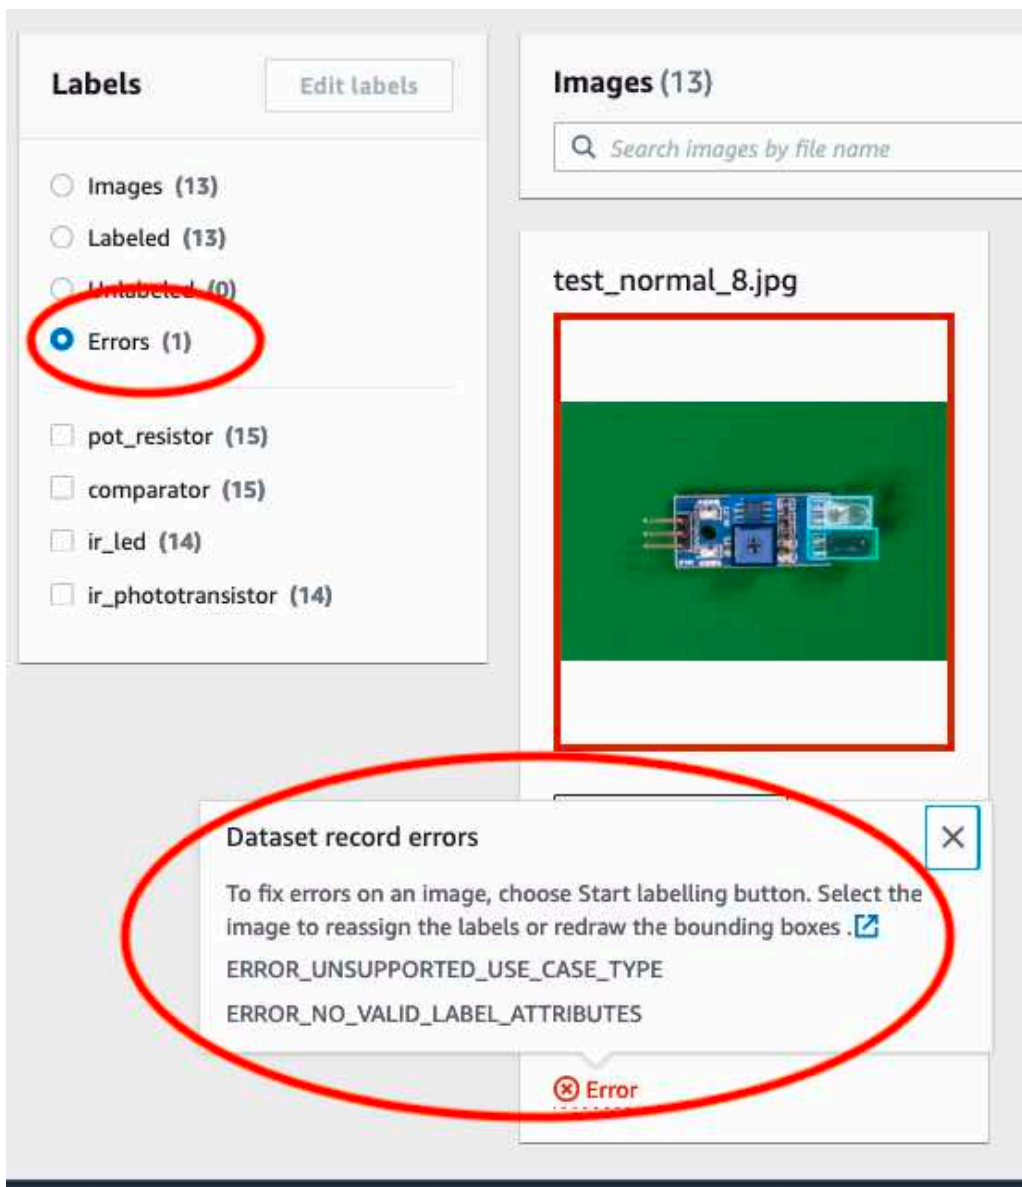 Labels
Edit labels
Images (13)
Labeled (13)
Unlabeled (0)
Errors (1)
pot_resistor (15)
comparator (15)
ir_led (14)
ir_phototransistor (14)
Images (13)
Search images by file name
test_normal_8.jpg
Dataset record errors
To fix errors on an image, choose Start labelling button. Select the
image to reassign the labels or redraw the bounding boxes .
ERROR_UNSUPPORTED_USE_CASE_TYPE
ERROR_NO_VALID_LABEL_ATTRIBUTES
Error